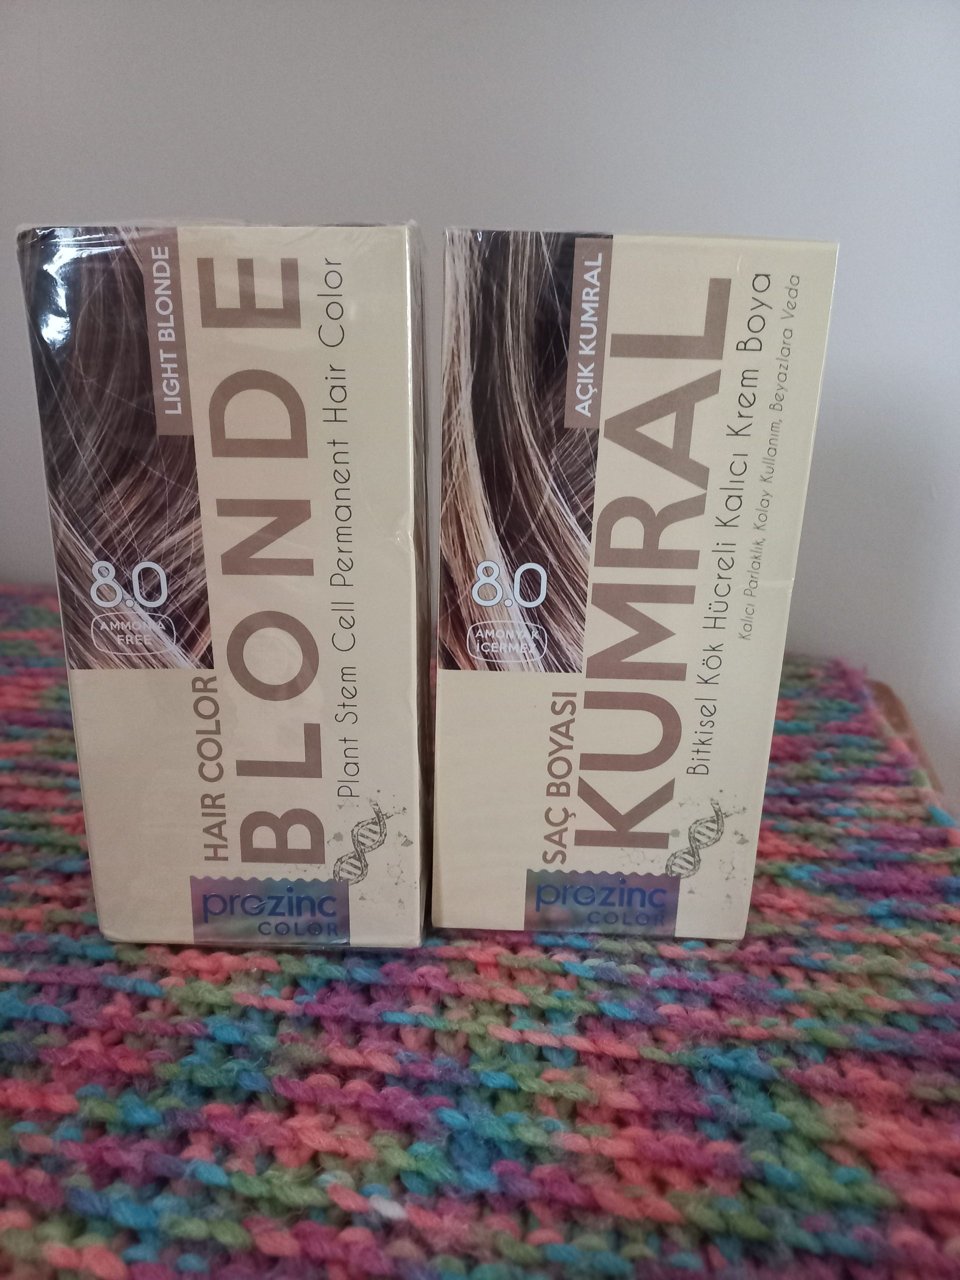 LIGHT BLONDE
8.0
AMMONIA
FREE
HAIR COLOR
BLONDE
Plant Stem Cell Permanent Hair Color
prozinc
COLOR
AÇIK KUMRAL
8.0
AMONYAK
İÇERMEZ
SAÇ BOYASI
KUMRAL
Bitkisel Kök Hücreli Kalıcı Krem Boya
Kalıcı Parlaklık, Kolay Kullanım, Beyazlara Veda
prozinc
COLOR